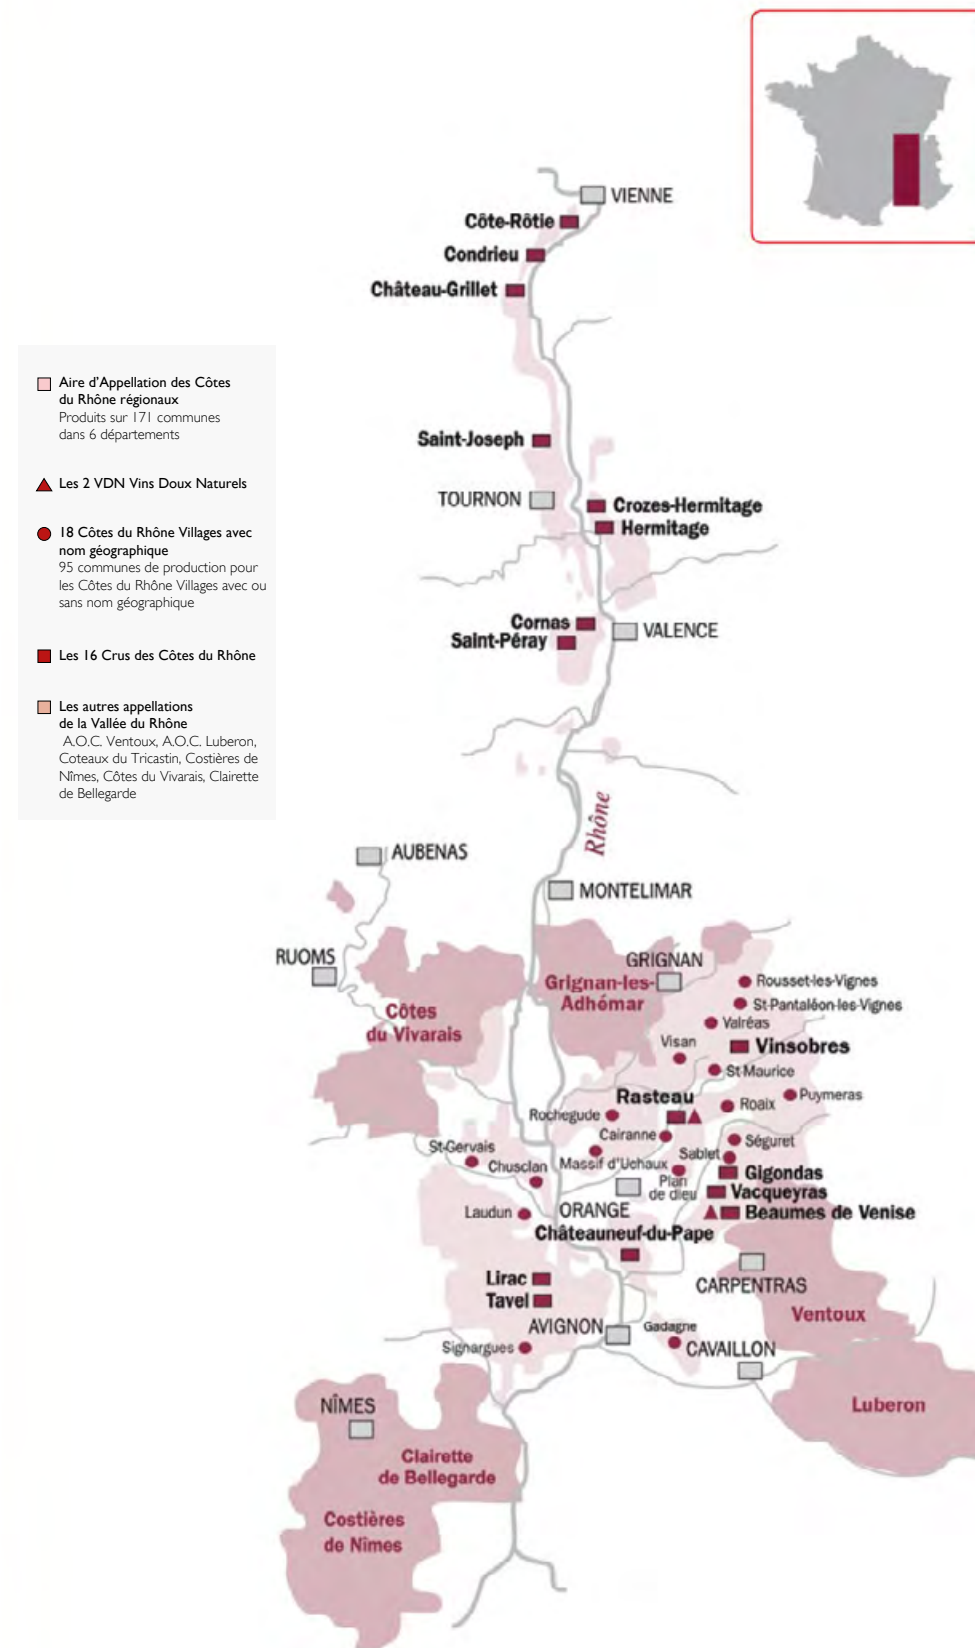 VIENNE
Côte-Rôtie
Condrieu
Château-Grillet
Aire d'Appellation des Côtes
du Rhône régionaux
Produits sur 171 communes
dans 6 départements
Les 2 VDN Vins Doux Naturels
18 Côtes du Rhône Villages avec
nom géographique
95 communes de production pour
les Côtes du Rhône Villages avec ou
sans nom géographique
Les 16 Crus des Côtes du Rhône
Les autres appellations
de la Vallée du Rhône
A.O.C. Ventoux, A.O.C. Luberon,
Coteaux du Tricastin, Costières de
Nîmes, Côtes du Vivarais, Clairette
de Bellegarde
Saint-Joseph
TOURNON
Crozes-Hermitage
Hermitage
Cornas
Saint-Péray
VALENCE
Rhône
AUBENAS
MONTELIMAR
RUOMS
GRIGNAN
Grignan-les-
Adhémar
Côtes
du Vivarais
Rousset-les-Vignes
St-Pantaléon-les-Vignes
Valréas
Visan
Vinsobres
St-Maurice
Rasteau
Puymeras
Roaix
Rochegude
Cairanne
Séguret
St-Gervais
Chusclan
Massif d'Uchaux
Sablet
Plan
de dieu
Gigondas
Vacqueyras
Laudun
ORANGE
Beaumes de Venise
Châteauneuf-du-Pape
Lirac
Tavel
CARPENTRAS
Ventoux
AVIGNON
Gadagne
Signargues
CAVAILLON
Luberon
NÎMES
Clairette
de Bellegarde
Costières
de Nîmes